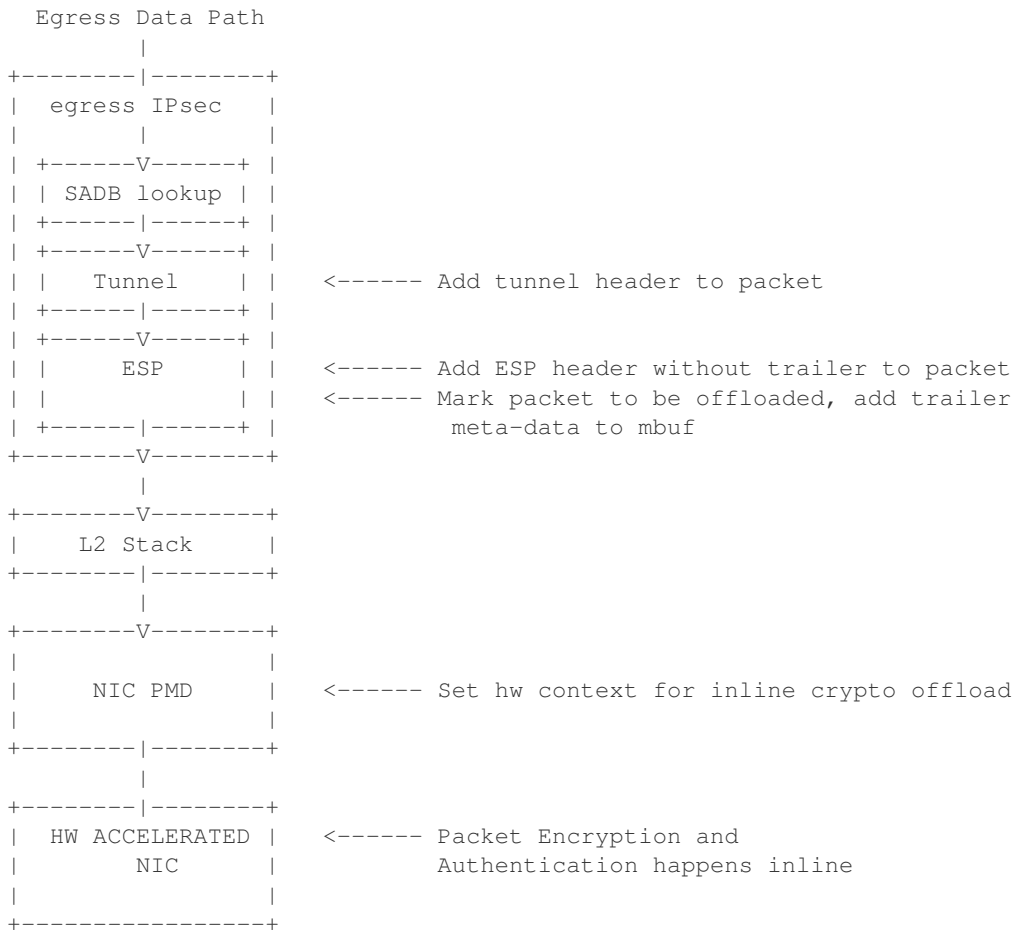 Egress Data Path
|
+--------|--------+
| egress IPsec |
| | |
| +------V------+ |
| | SADB lookup | |
| +------|------+ |
| +------V------+ |
| | Tunnel | | <------ Add tunnel header to packet
| +------|------+ |
| +------V------+ |
| | ESP | | <------ Add ESP header without trailer to packet
| | | | <------ Mark packet to be offloaded, add trailer
| +------|------+ | meta-data to mbuf
+--------V--------+
|
+--------V--------+
| L2 Stack |
+--------|--------+
|
+--------V--------+
| |
| NIC PMD | <------ Set hw context for inline crypto offload
| |
+--------|--------+
|
+--------|--------+
| HW ACCELERATED | <------ Packet Encryption and
| NIC | Authentication happens inline
| |
+-----------------+